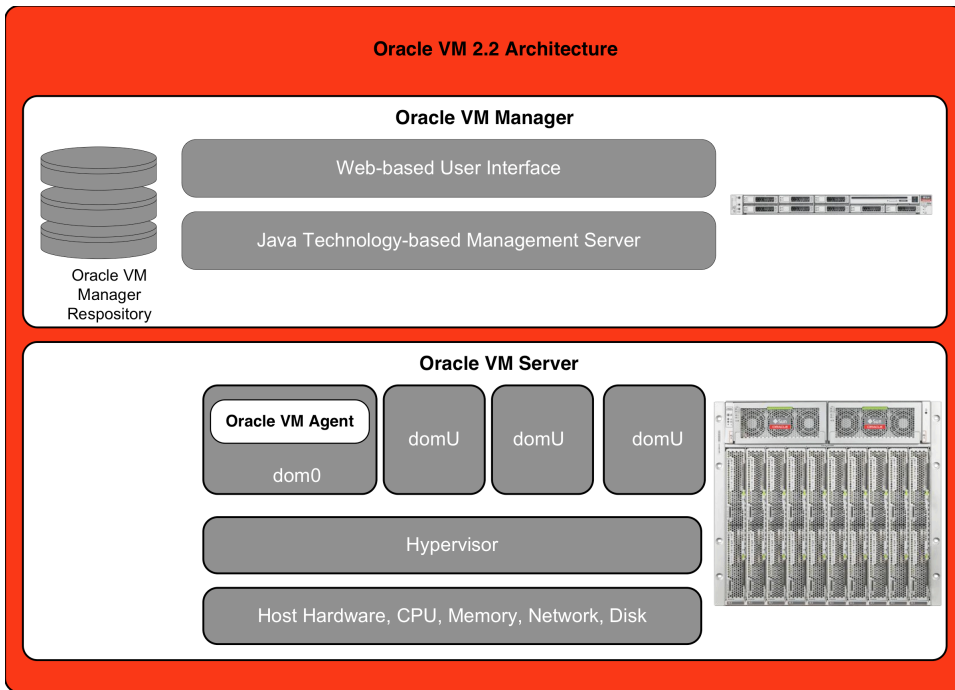 Oracle VM 2.2 Architecture
Oracle VM Manager
Web-based User Interface
Java Technology-based Management Server
Oracle VM
Manager
Respository
Oracle VM Server
Oracle VM Agent
dom0
domU
domU
domU
Hypervisor
Host Hardware, CPU, Memory, Network, Disk